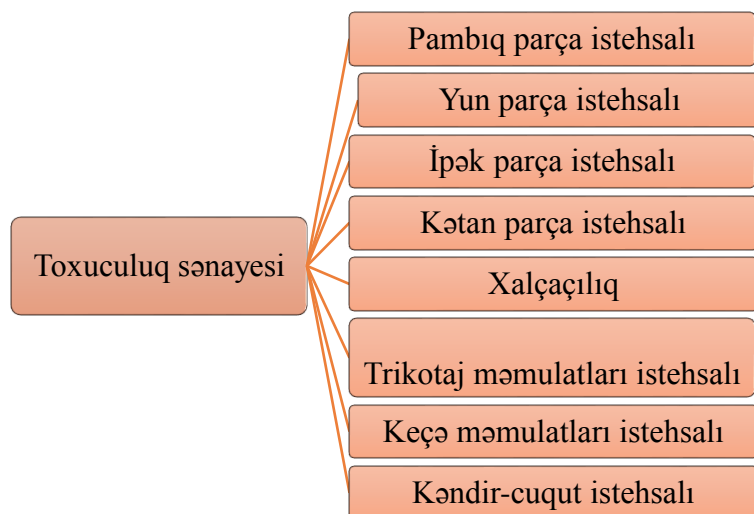 Toxuculuq sənayesi
Pambıq parça istehsalı
Yun parça istehsalı
İpək parça istehsalı
Kətan parça istehsalı
Xalçaçılıq
Trikotaj məmulatları istehsalı
Keçə məmulatları istehsalı
Kəndir-cuqut istehsalı